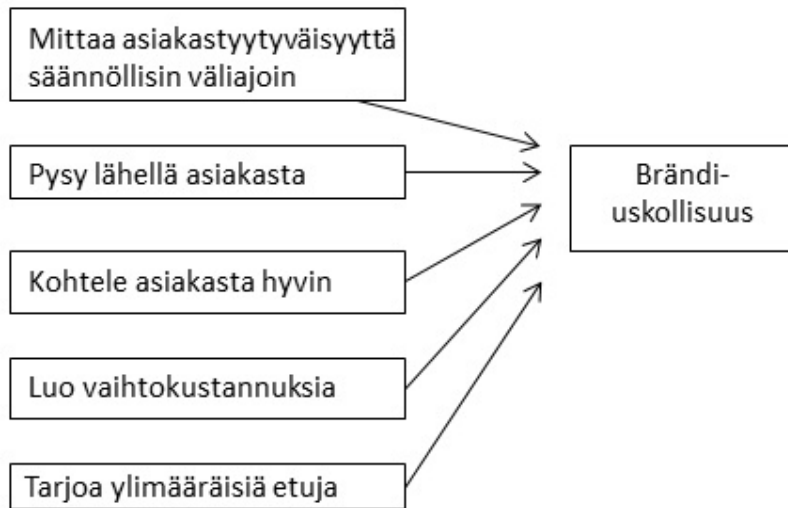 Mittaa asiakastyytyväisyyttä
säännöllisin väliajoin
Pysy lähellä asiakasta
Kohtele asiakasta hyvin
Luo vaihtokustannuksia
Tarjoa ylimääräisiä etuja
Brändi-
uskollisuus